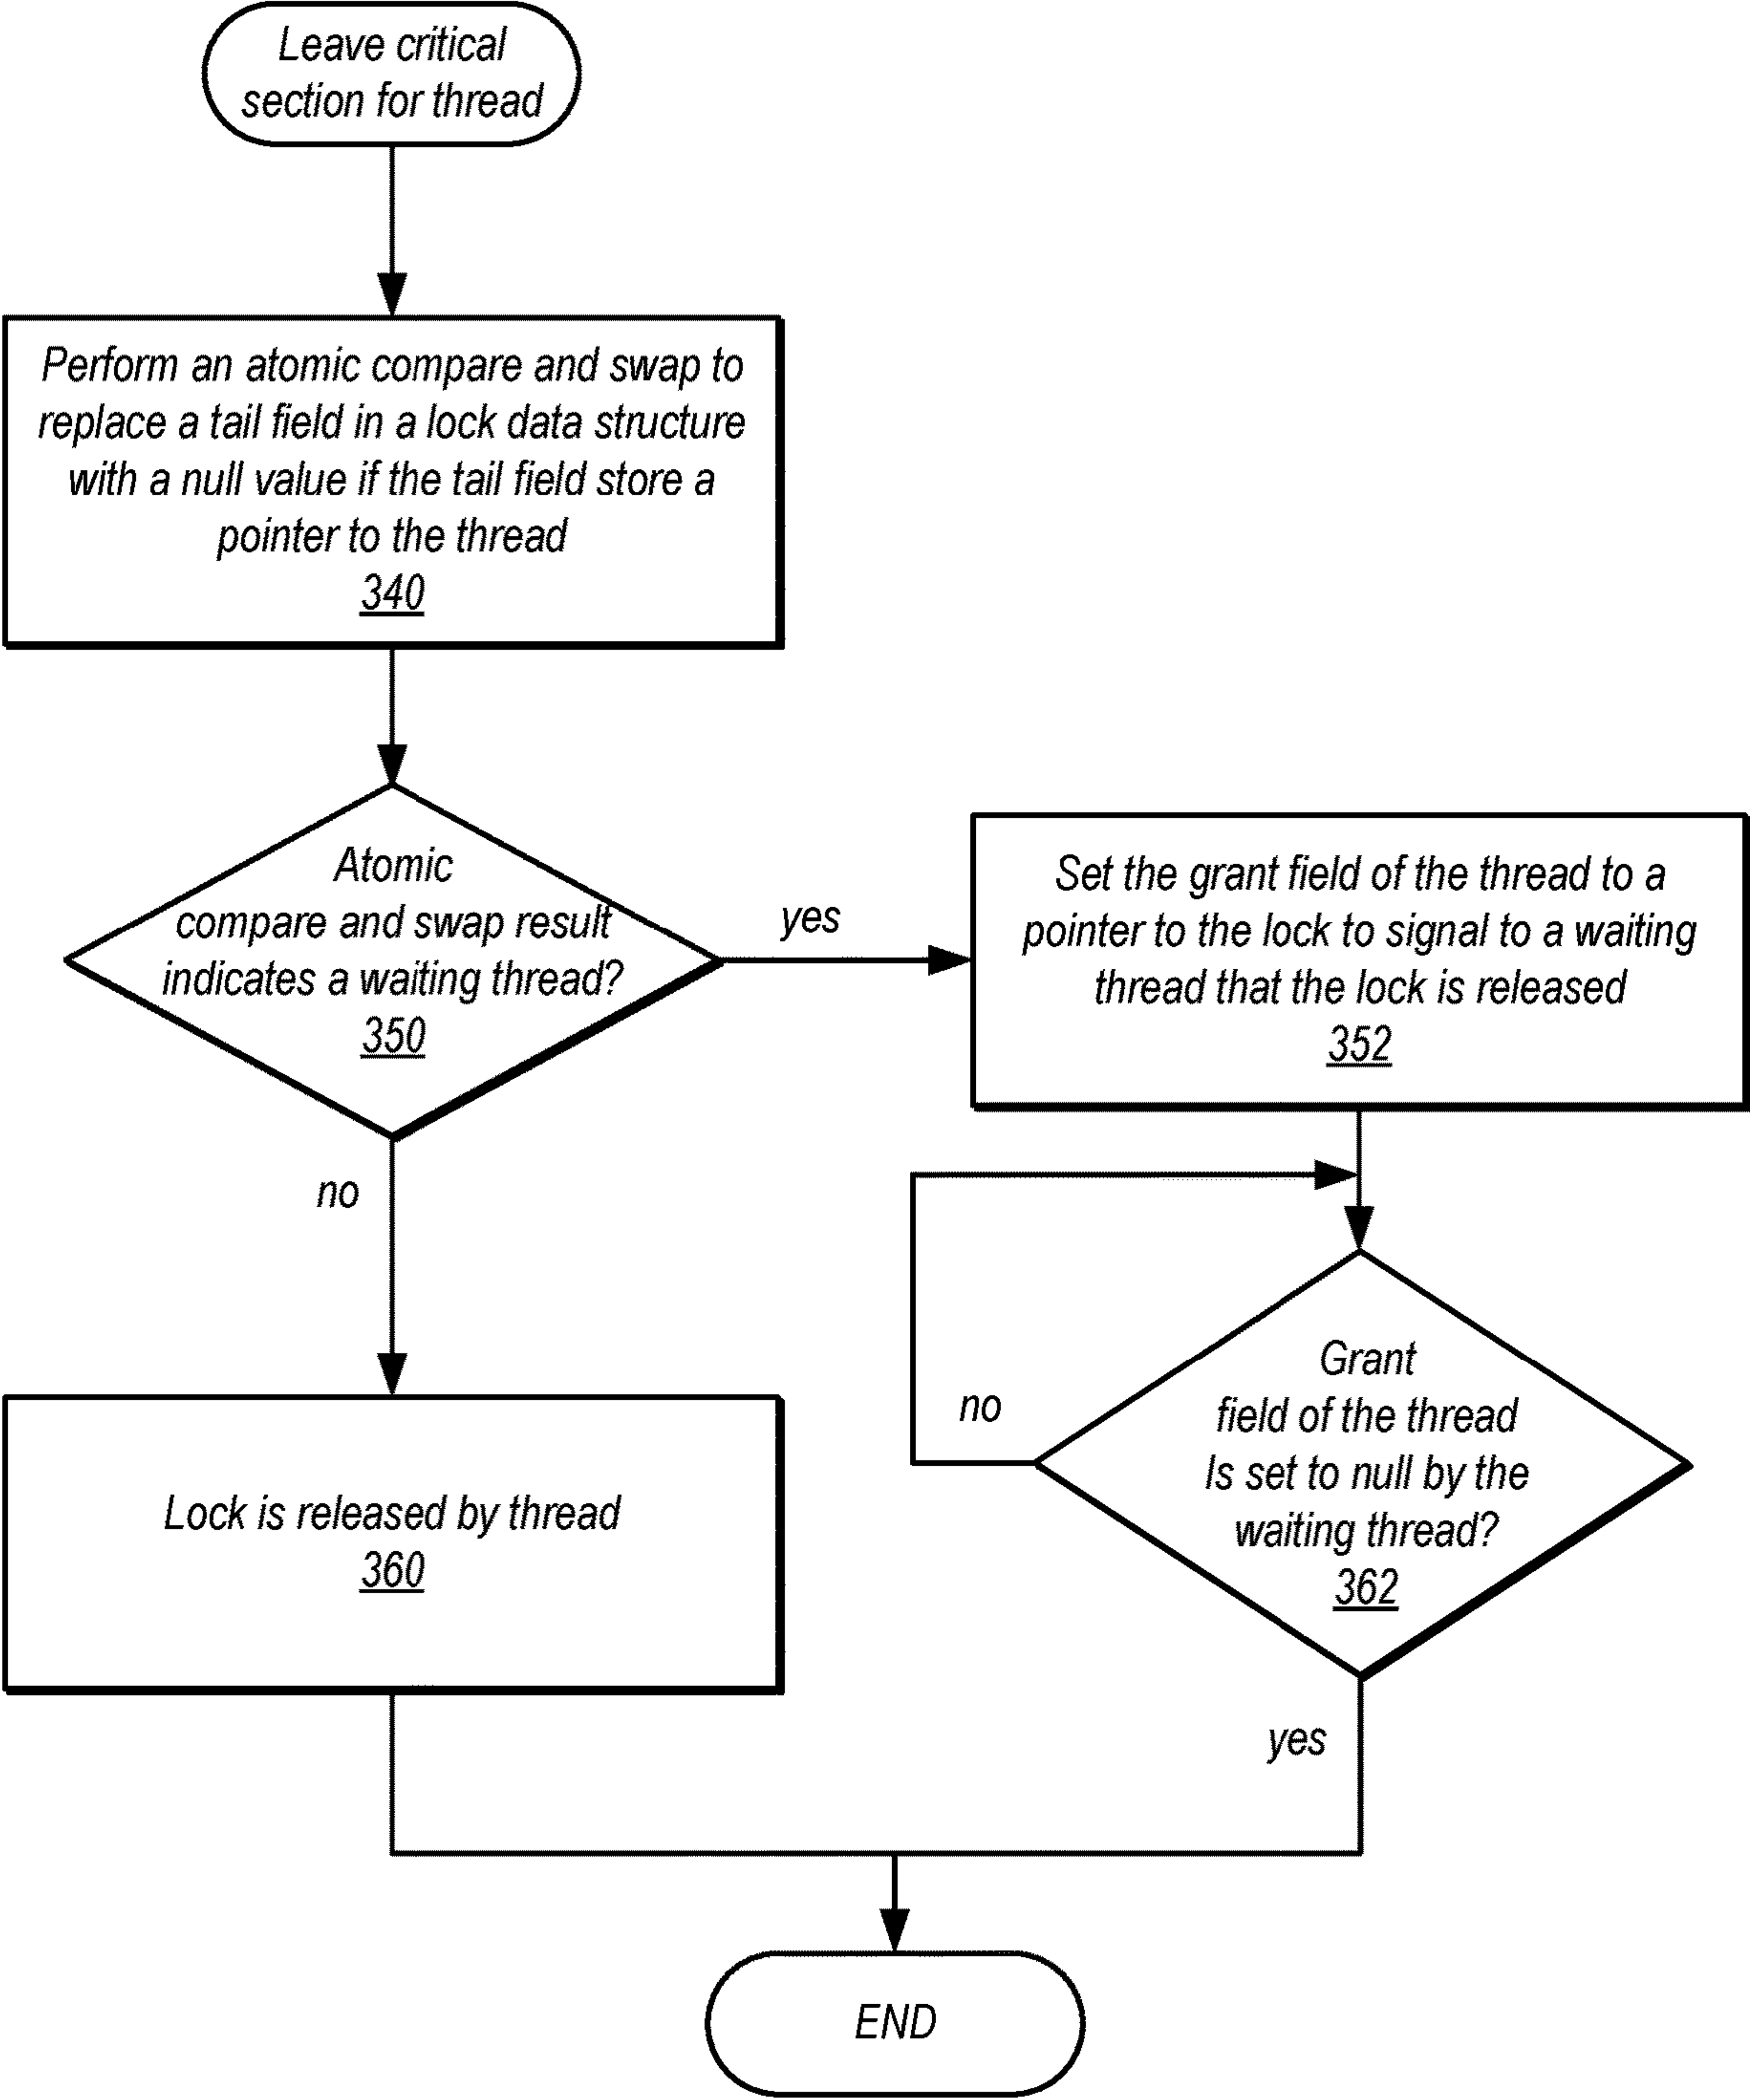 Leave critical
section for thread
Perform an atomic compare and swap to
replace a tail field in a lock data structure
with a null value if the tail field store a
pointer to the thread
340
Atomic
compare and swap result
indicates a waiting thread?
350
yes
Set the grant field of the thread to a
pointer to the lock to signal to a waiting
thread that the lock is released
352
no
Grant
field of the thread
Is set to null by the
waiting thread?
362
no
Lock is released by thread
360
yes
END